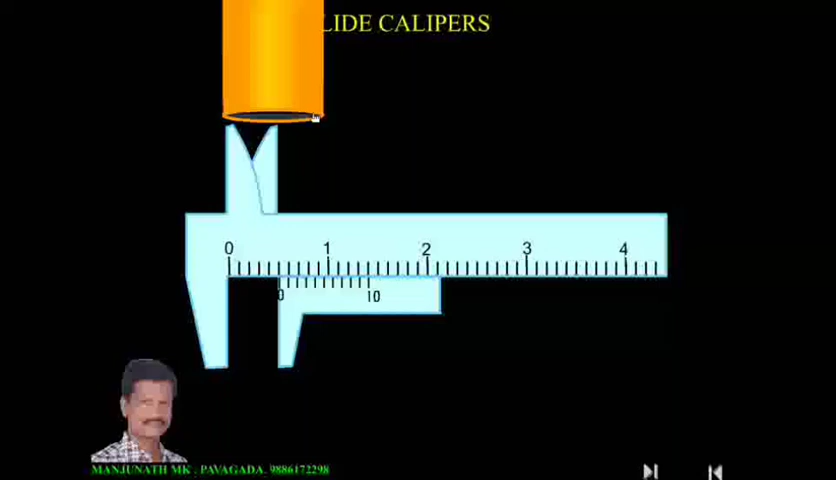 LIDE CALIPERS
0 1 2 3 4
0 10
MANJUNATH MK , PAVAGADA, 9886172298